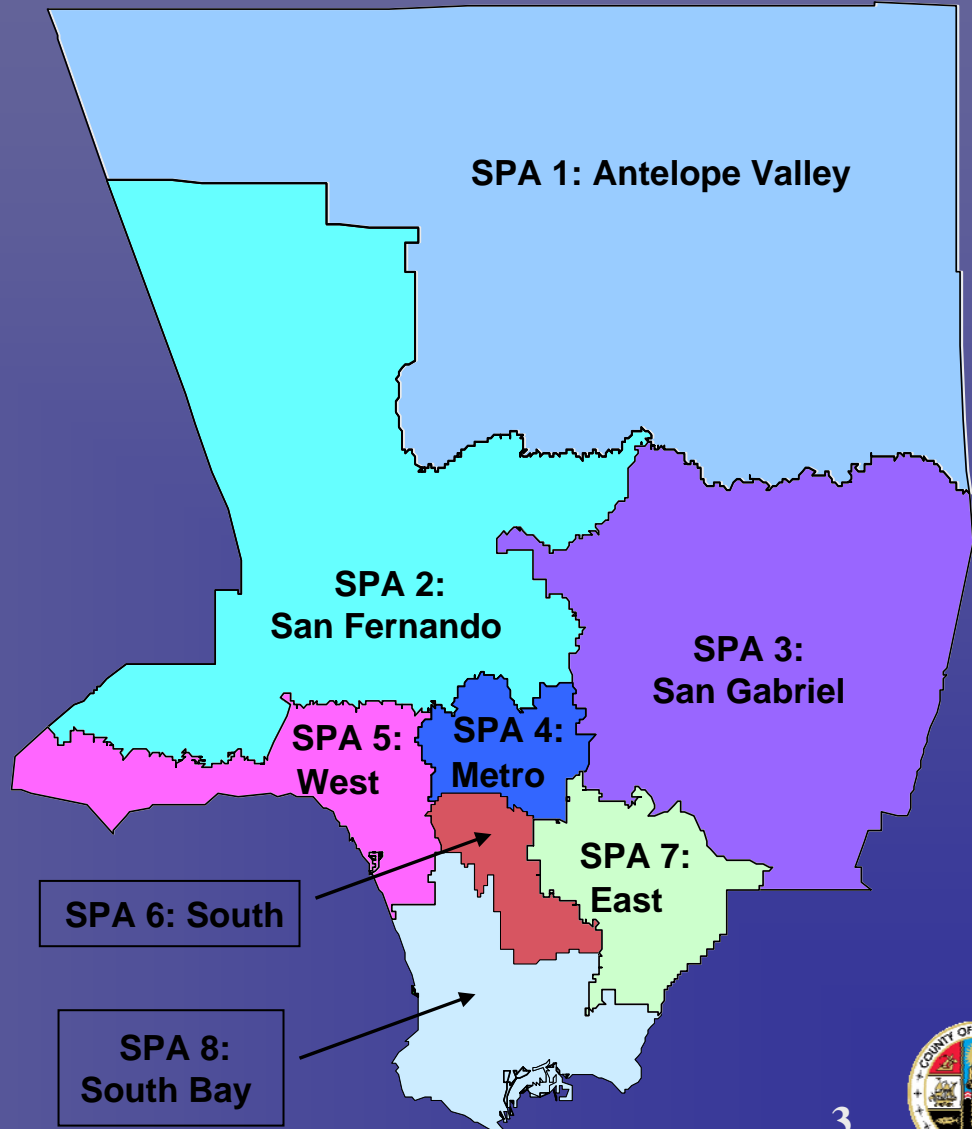 SPA 1: Antelope Valley
SPA 2:
San Fernando
SPA 3:
San Gabriel
SPA 5:
West
SPA 4:
Metro
SPA 7:
East
SPA 6: South
SPA 8:
South Bay
3
COUNTY OF